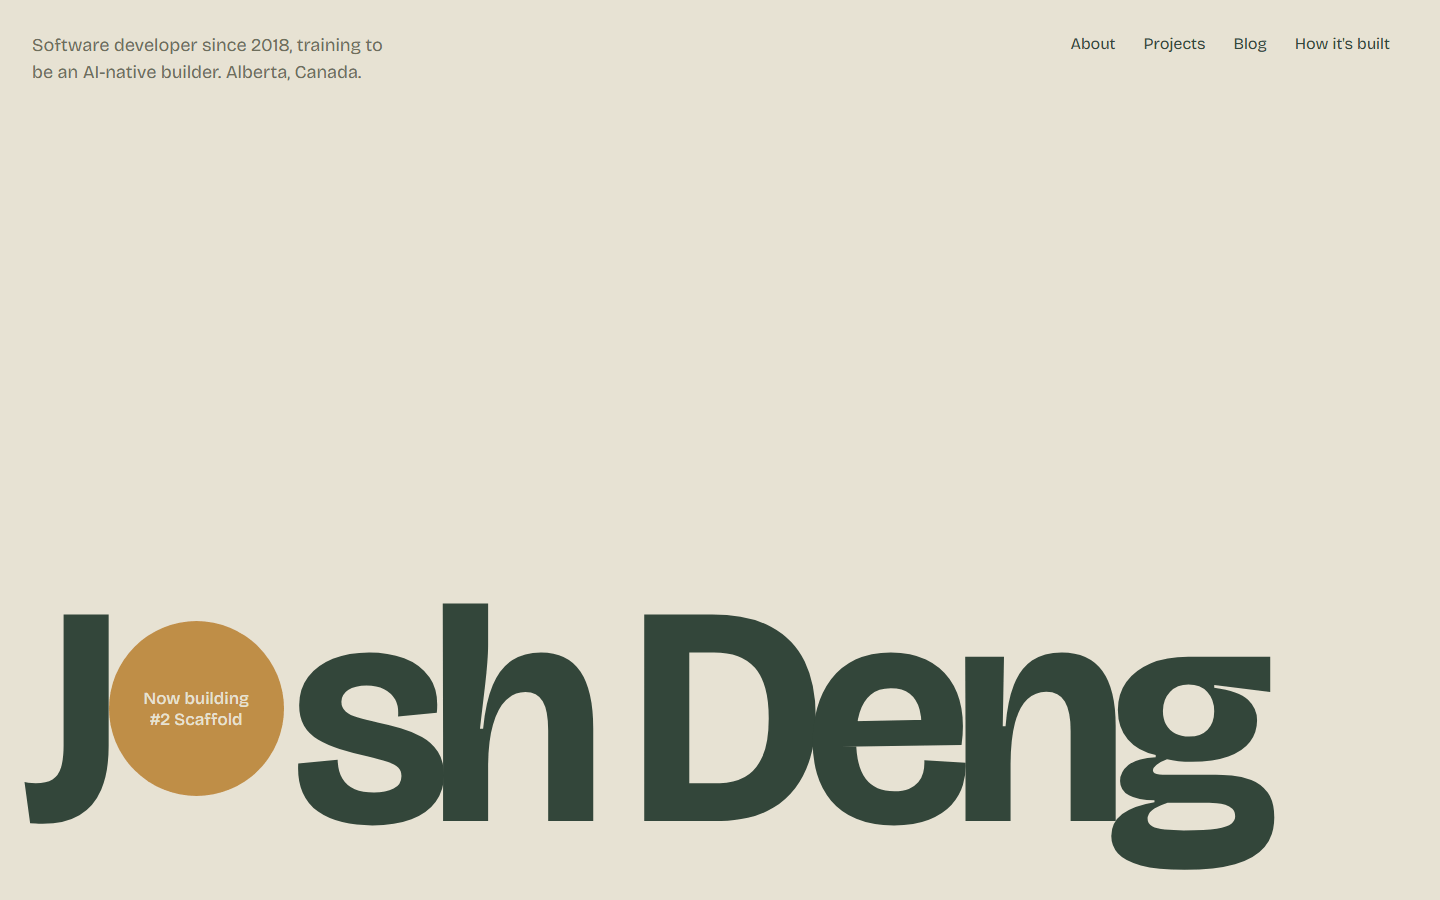 Software developer since 2018, training to
be an AI-native builder. Alberta, Canada.
About Projects Blog How it's built
Josh Deng
Now building
#2 Scaffold